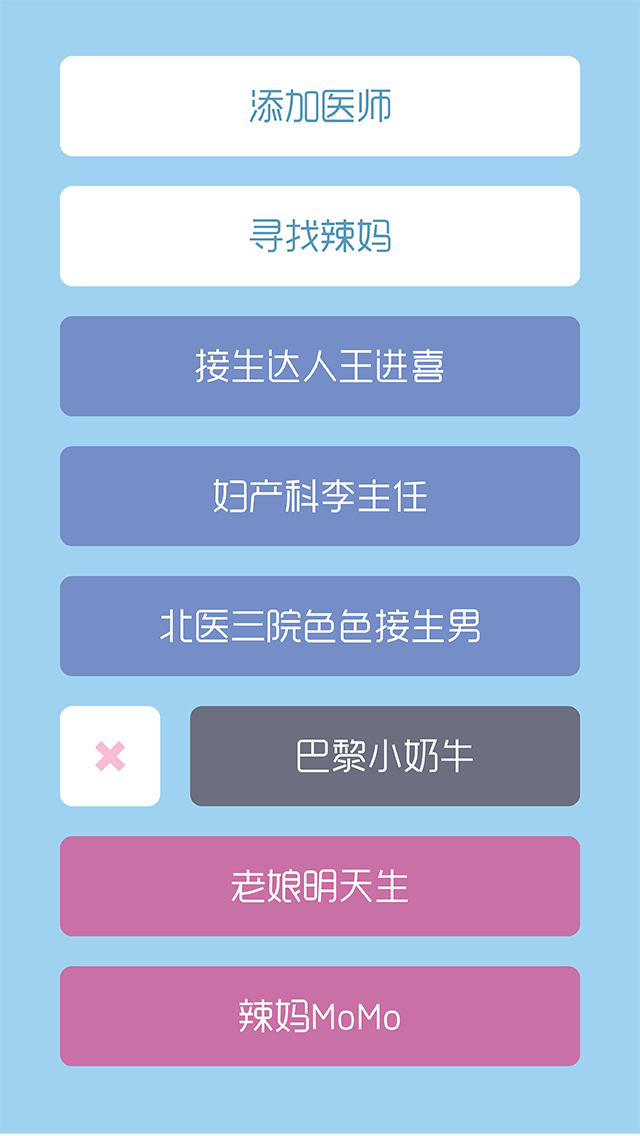 添加医师
寻找辣妈
接生达人王进喜
妇产科李主任
北医三院色色接生男
巴黎小奶牛
老娘明天生
辣妈MoMo